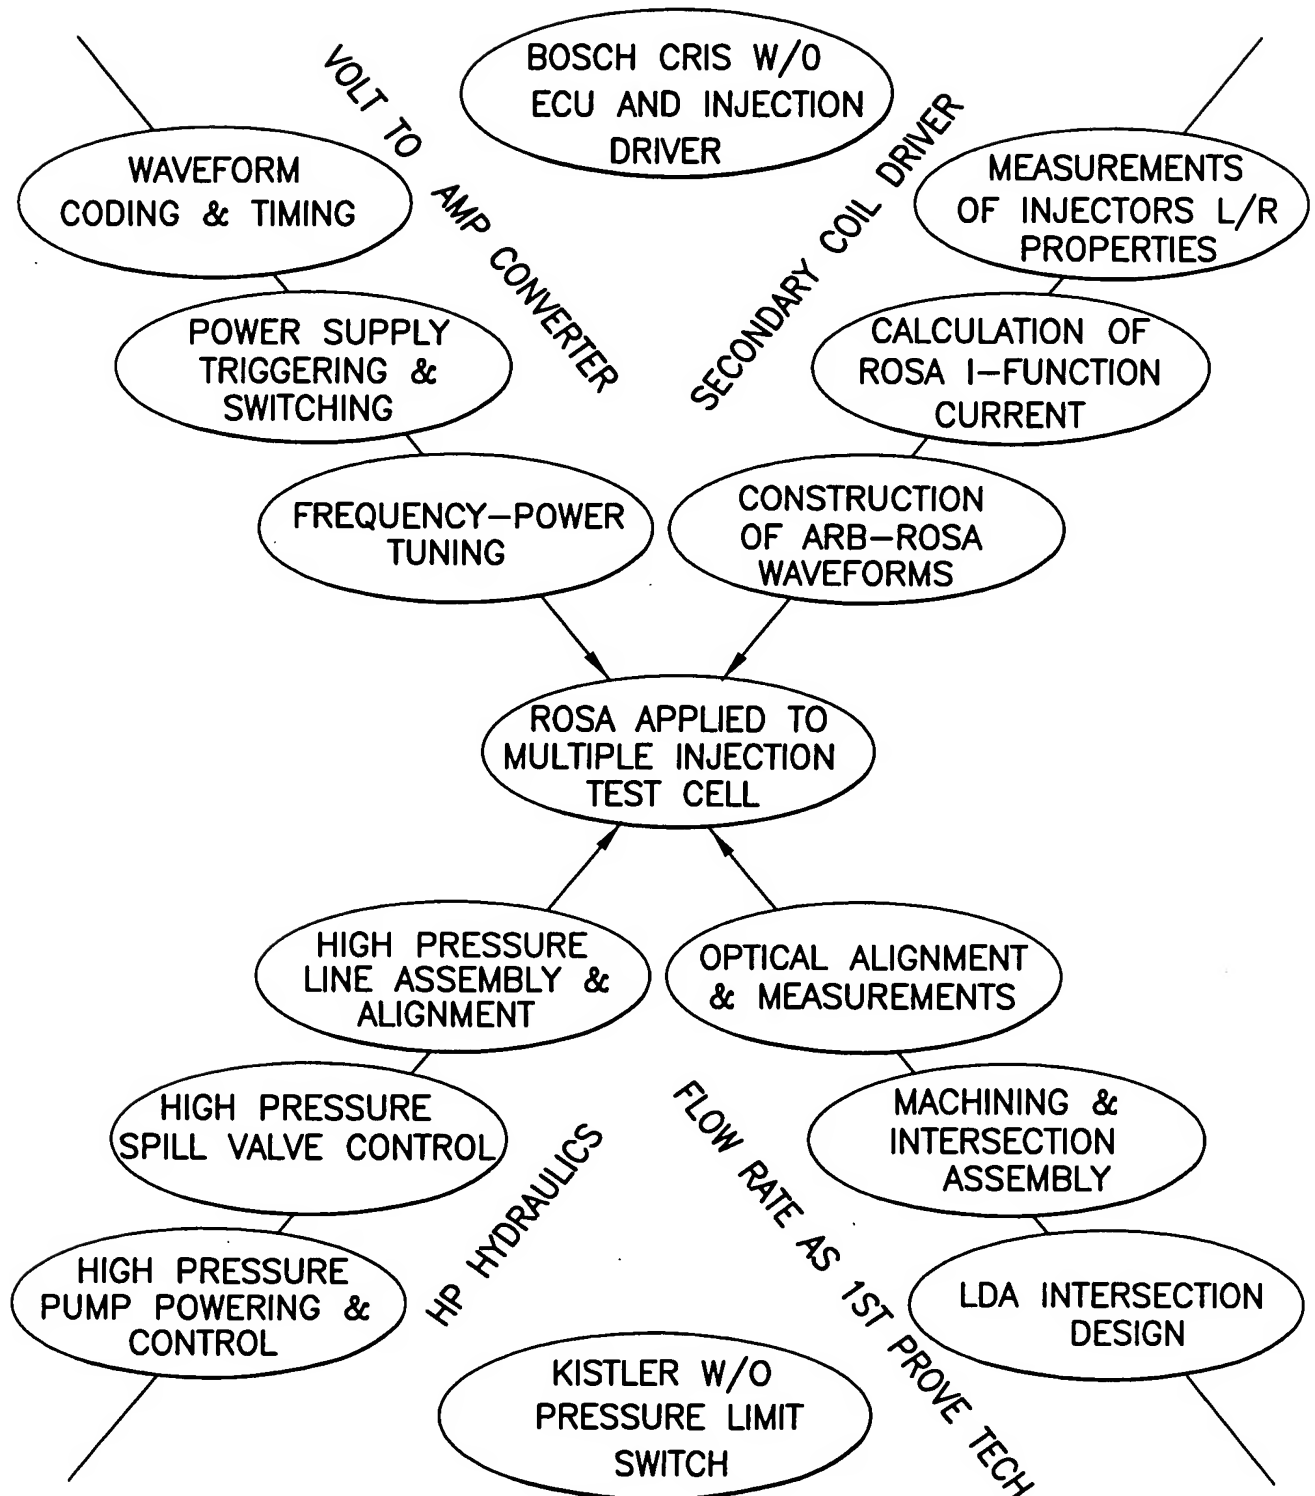 BOSCH CRIS W/O
ECU AND INJECTION
DRIVER
VOLT TO AMP CONVERTER
SECONDARY COIL DRIVER
WAVEFORM
CODING & TIMING
MEASUREMENTS
OF INJECTORS L/R
PROPERTIES
POWER SUPPLY
TRIGGERING &
SWITCHING
CALCULATION OF
ROSA I-FUNCTION
CURRENT
FREQUENCY-POWER
TUNING
CONSTRUCTION
OF ARB-ROSA
WAVEFORMS
ROSA APPLIED TO
MULTIPLE INJECTION
TEST CELL
HIGH PRESSURE
LINE ASSEMBLY &
ALIGNMENT
OPTICAL ALIGNMENT
& MEASUREMENTS
HIGH PRESSURE
SPILL VALVE CONTROL
MACHINING &
INTERSECTION
ASSEMBLY
HP HYDRAULICS
FLOW RATE AS 1ST PROVE TECH
HIGH PRESSURE
PUMP POWERING &
CONTROL
LDA INTERSECTION
DESIGN
KISTLER W/O
PRESSURE LIMIT
SWITCH